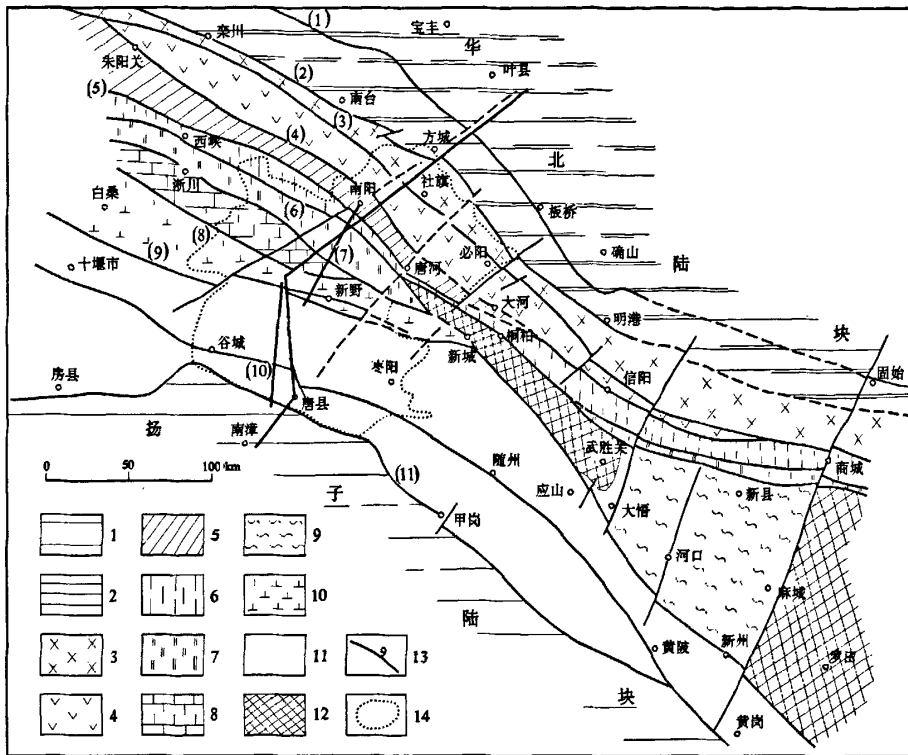 (1)
宝丰
华
栾川
朱阳关
(2)
叶县
(5)
南台
(3)
(4)
方城
西峡
北
淅川
社旗
白桑
南阳
板桥
(6)
(8)
(9)
(7)
必阳
确山
十堰市
唐河
陆
新野
大河
明港
桐柏
新城
块
谷城
(10)
枣阳
信阳
固始
房县
唐县
扬
南漳
武胜关
商城
0 50 100 km
随州
(11)
应山
新县
子
大幡
甲岗
1 5 9
河口
2 6 10
麻城
陆
3 7 11 13
黄陂
新州
4 8 12 14
块
黄岗